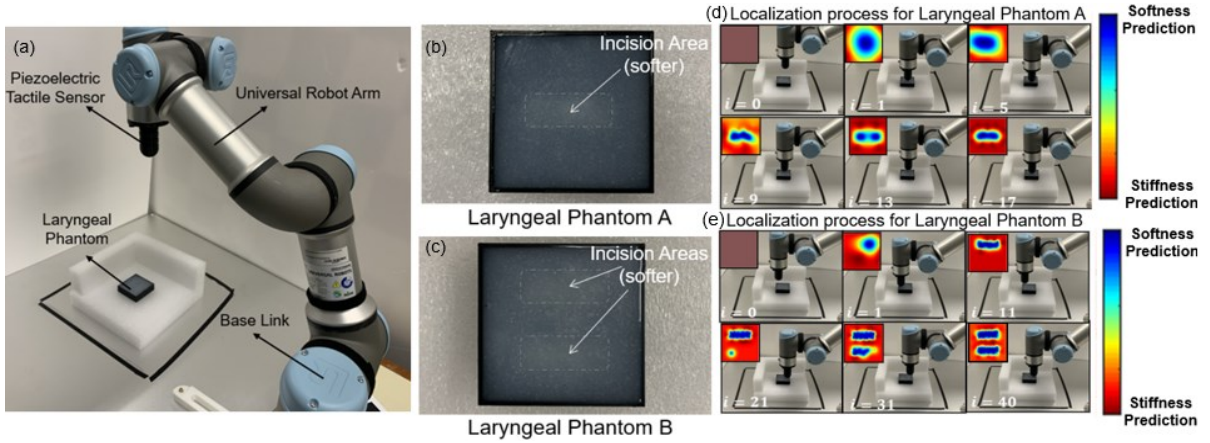 (a)
Piezoelectric
Tactile Sensor
Universal Robot Arm
Laryngeal
Phantom
Base Link
(b)
Incision Area
(softer)
Laryngeal Phantom A
(c)
Incision Areas
(softer)
Laryngeal Phantom B
(d) Localization process for Laryngeal Phantom A
i = 0
i = 1
i = 5
i = 9
i = 13
i = 17
Softness
Prediction
Stiffness
Prediction
(e) Localization process for Laryngeal Phantom B
i = 0
i = 1
i = 11
i = 21
i = 31
i = 40
Softness
Prediction
Stiffness
Prediction